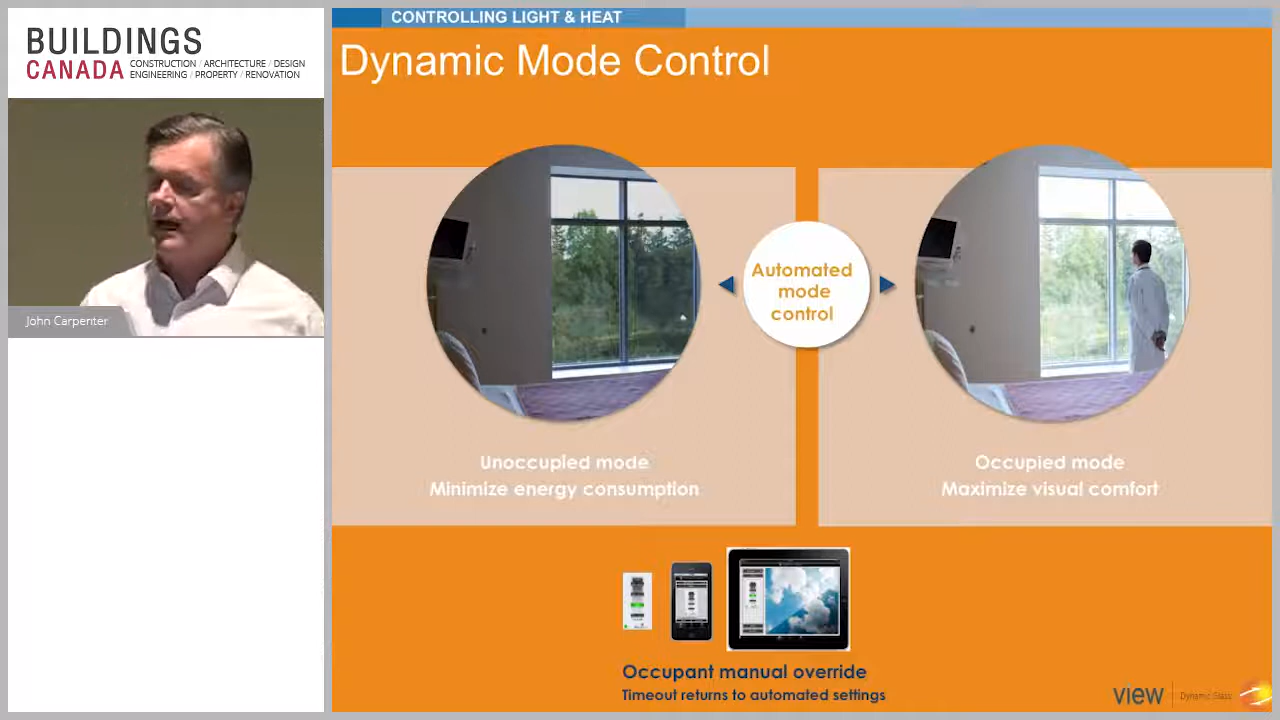 BUILDINGS
CANADA CONSTRUCTION / ARCHITECTURE / DESIGN
ENGINEERING / PROPERTY / RENOVATION
John Carpenter
CONTROLLING LIGHT & HEAT
Dynamic Mode Control
Automated
mode
control
Unoccupied mode
Minimize energy consumption
Occupied mode
Maximize visual comfort
Occupant manual override
Timeout returns to automated settings
view Dynamic Glass